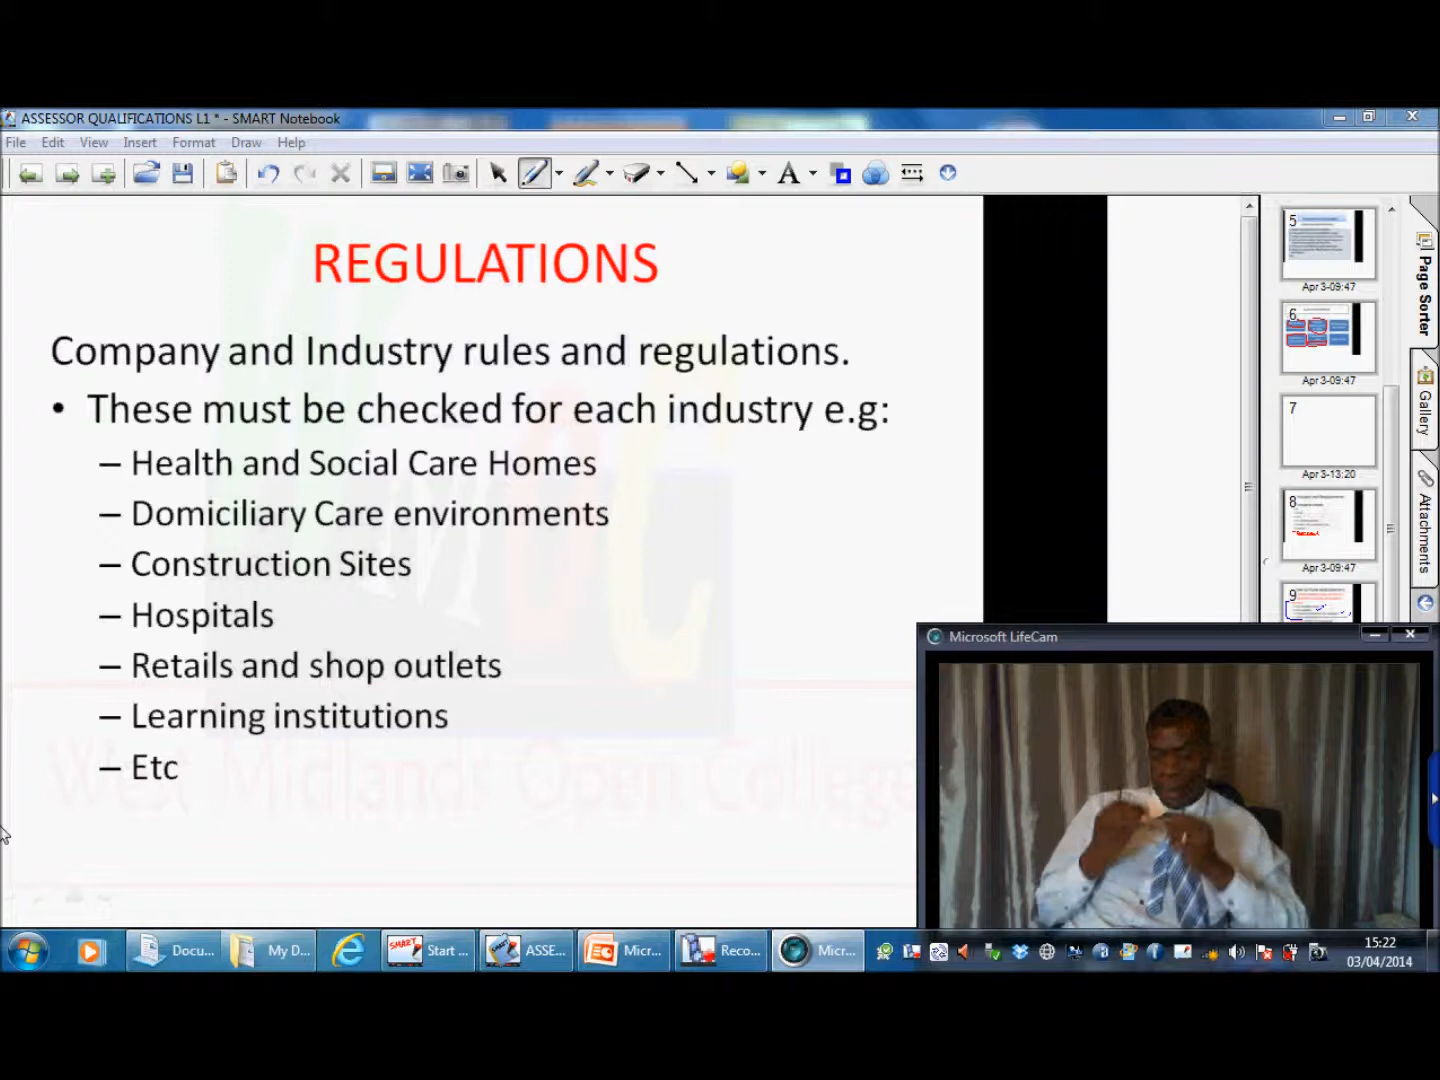 ASSESSOR QUALIFICATIONS L1 * - SMART Notebook
File Edit View Insert Format Draw Help
REGULATIONS
Company and Industry rules and regulations.
• These must be checked for each industry e.g:
– Health and Social Care Homes
– Domiciliary Care environments
– Construction Sites
– Hospitals
– Retails and shop outlets
– Learning institutions
– Etc
West Midlands Open College
5
Apr 3-09:47
6
Apr 3-09:47
7
Apr 3-13:20
8
Apr 3-09:47
9
Page Sorter
Gallery
Attachments
Microsoft LifeCam
Docu... My D... Start ... ASSE... Micr... Reco... Micr...
15:22
03/04/2014